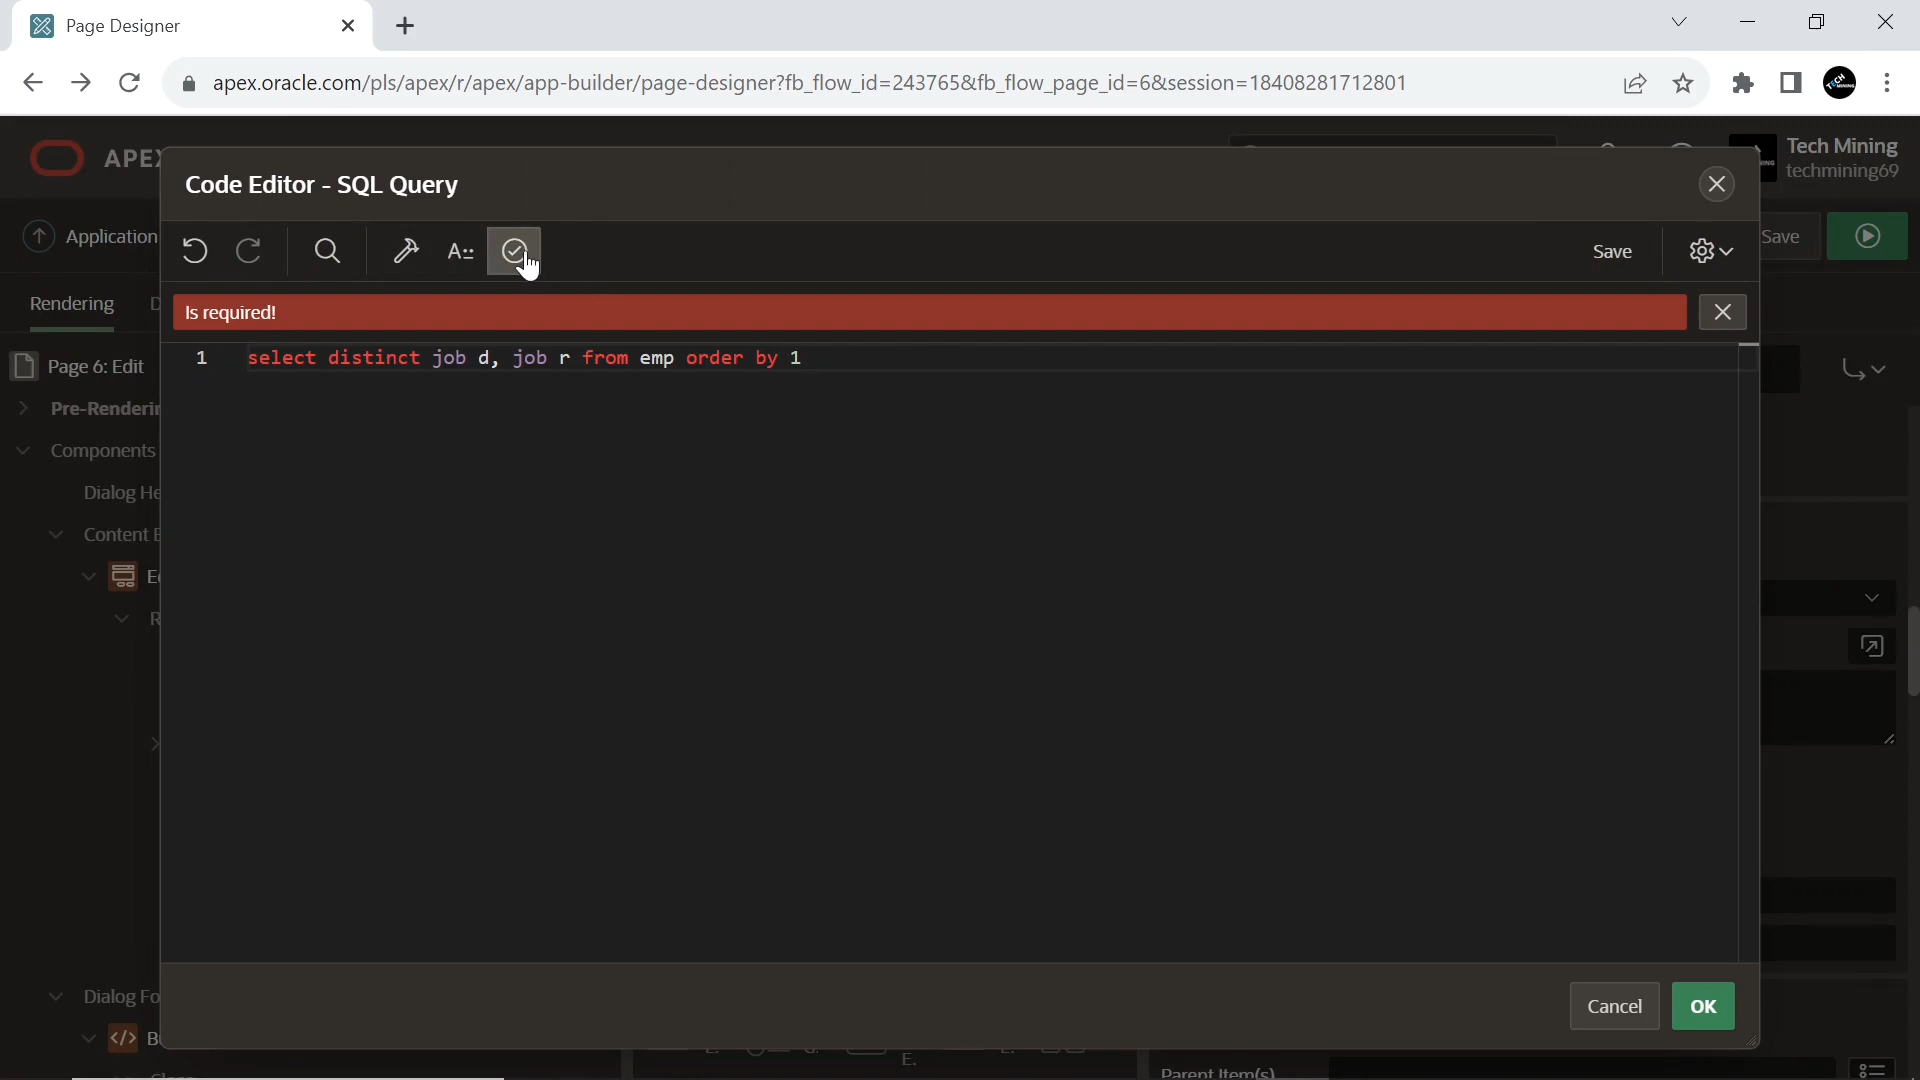 Page Designer
apex.oracle.com/pls/apex/r/apex/app-builder/page-designer?fb_flow_id=243765&fb_flow_page_id=6&session=18408281712801
APEX
Tech Mining
techmining69
Code Editor - SQL Query
Application
Save
Save
Rendering
Is required!
1 select distinct job d, job r from emp order by 1
Page 6: Edit
Pre-Renderin
Components
Dialog He
Content
Dialog Fo
Cancel
OK
E.
Parent Item(s)